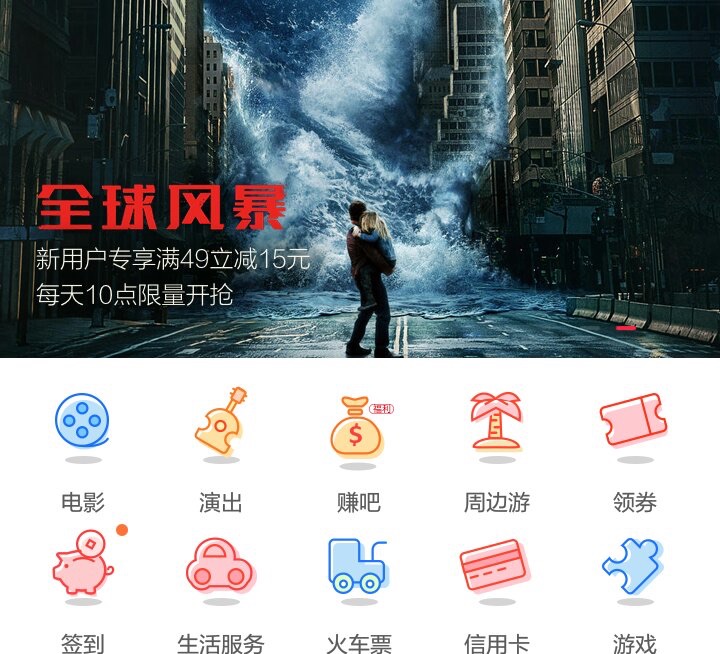 全球风暴
新用户专享满49立减15元
每天10点限量开抢
福利
$
电影 演出 赚吧 周边游 领券
签到 生活服务 火车票 信用卡 游戏